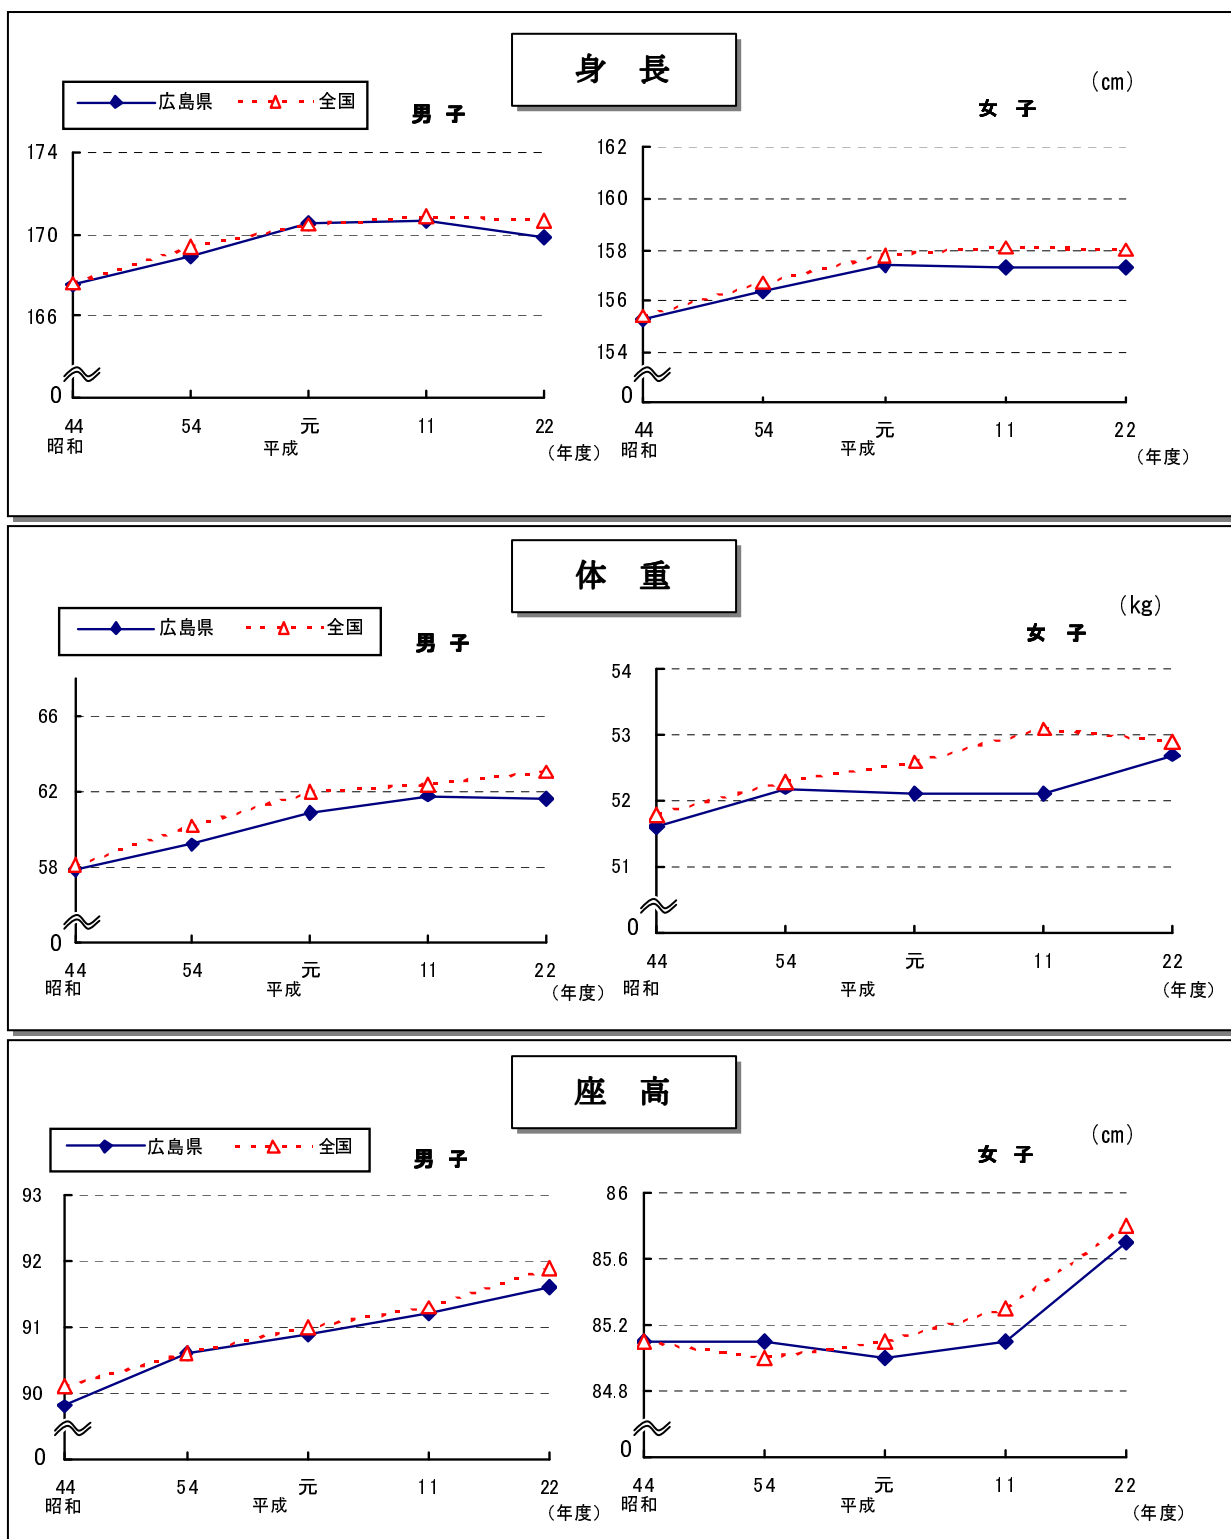 身 長
(cm)
広島県 全国
男 子
女 子
174
170
166
0
44 54 元 11 22
昭和 平成 (年度)
162
160
158
156
154
0
44 54 元 11 22
昭和 平成 (年度)
体 重
(kg)
広島県 全国
男 子
女 子
66
62
58
0
44 54 元 11 22
昭和 平成 (年度)
54
53
52
51
0
44 54 元 11 22
昭和 平成 (年度)
座 高
(cm)
広島県 全国
男 子
女 子
93
92
91
90
0
44 54 元 11 22
昭和 平成 (年度)
86
85.6
85.2
84.8
0
44 54 元 11 22
昭和 平成 (年度)